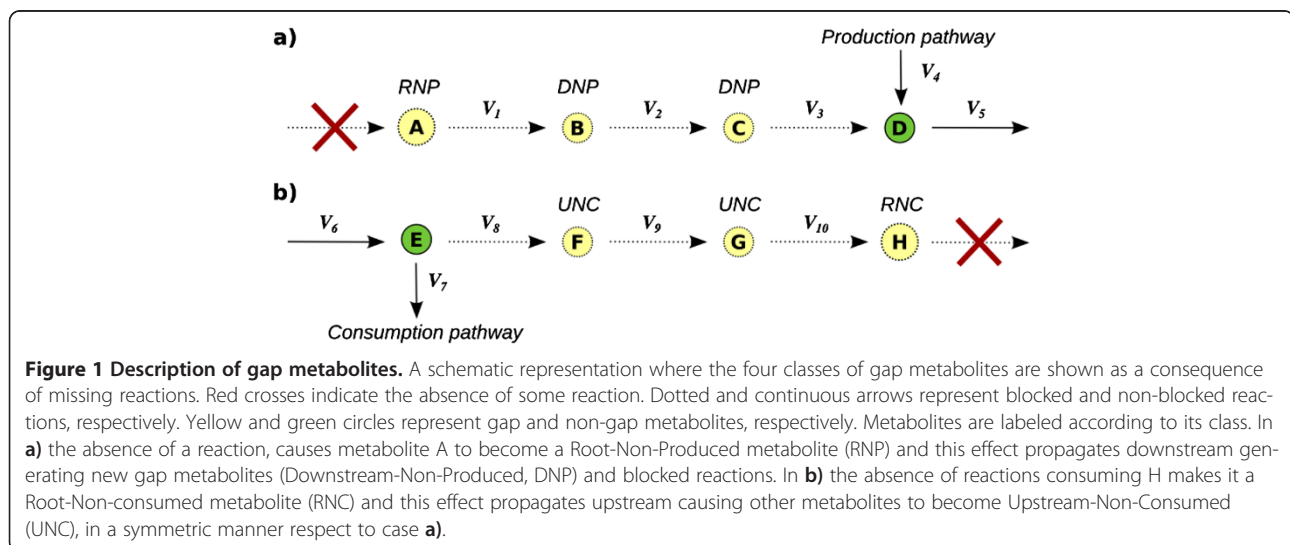 a)
Production pathway
RNP
DNP
DNP
V4
V1
V2
V3
V5
A
B
C
D
b)
UNC
UNC
RNC
V6
V8
V9
V10
E
F
G
H
V7
Consumption pathway
Figure 1 Description of gap metabolites. A schematic representation where the four classes of gap metabolites are shown as a consequence
of missing reactions. Red crosses indicate the absence of some reaction. Dotted and continuous arrows represent blocked and non-blocked reac-
tions, respectively. Yellow and green circles represent gap and non-gap metabolites, respectively. Metabolites are labeled according to its class. In
a) the absence of a reaction, causes metabolite A to become a Root-Non-Produced metabolite (RNP) and this effect propagates downstream gen-
erating new gap metabolites (Downstream-Non-Produced, DNP) and blocked reactions. In b) the absence of reactions consuming H makes it a
Root-Non-consumed metabolite (RNC) and this effect propagates upstream causing other metabolites to become Upstream-Non-Consumed
(UNC), in a symmetric manner respect to case a).